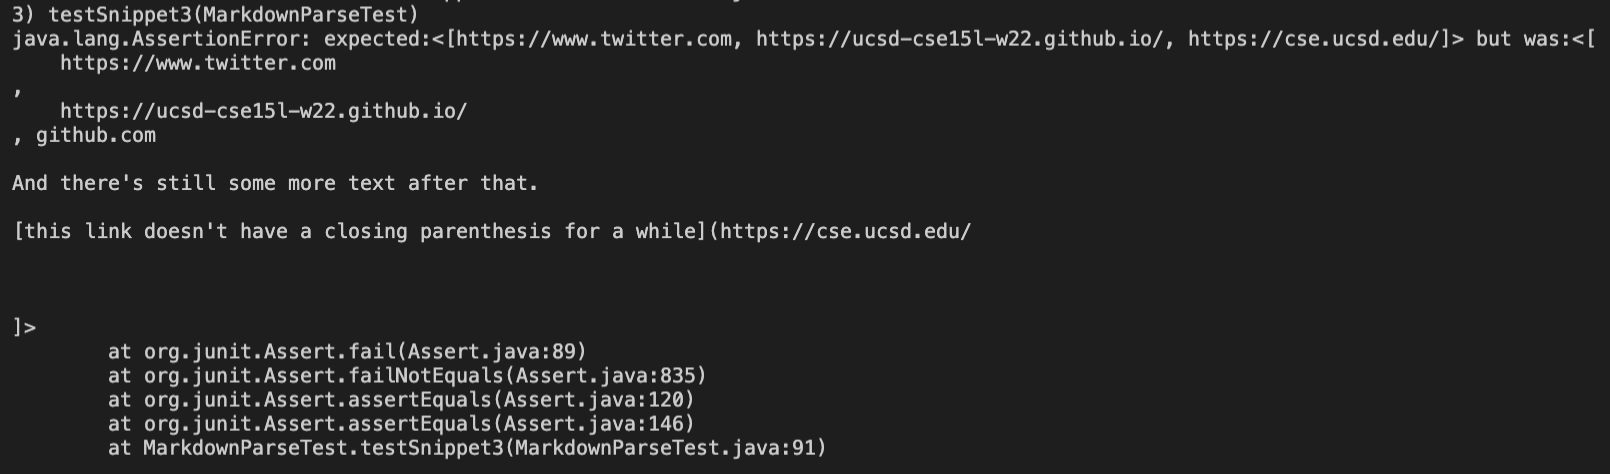 3) testSnippet3(MarkdownParseTest)
java.lang.AssertionError: expected:<[https://www.twitter.com, https://ucsd-cse15l-w22.github.io/, https://cse.ucsd.edu/]> but was:<[
    https://www.twitter.com
,
    https://ucsd-cse15l-w22.github.io/
, github.com

And there's still some more text after that.

[this link doesn't have a closing parenthesis for a while](https://cse.ucsd.edu/



]>
        at org.junit.Assert.fail(Assert.java:89)
        at org.junit.Assert.failNotEquals(Assert.java:835)
        at org.junit.Assert.assertEquals(Assert.java:120)
        at org.junit.Assert.assertEquals(Assert.java:146)
        at MarkdownParseTest.testSnippet3(MarkdownParseTest.java:91)